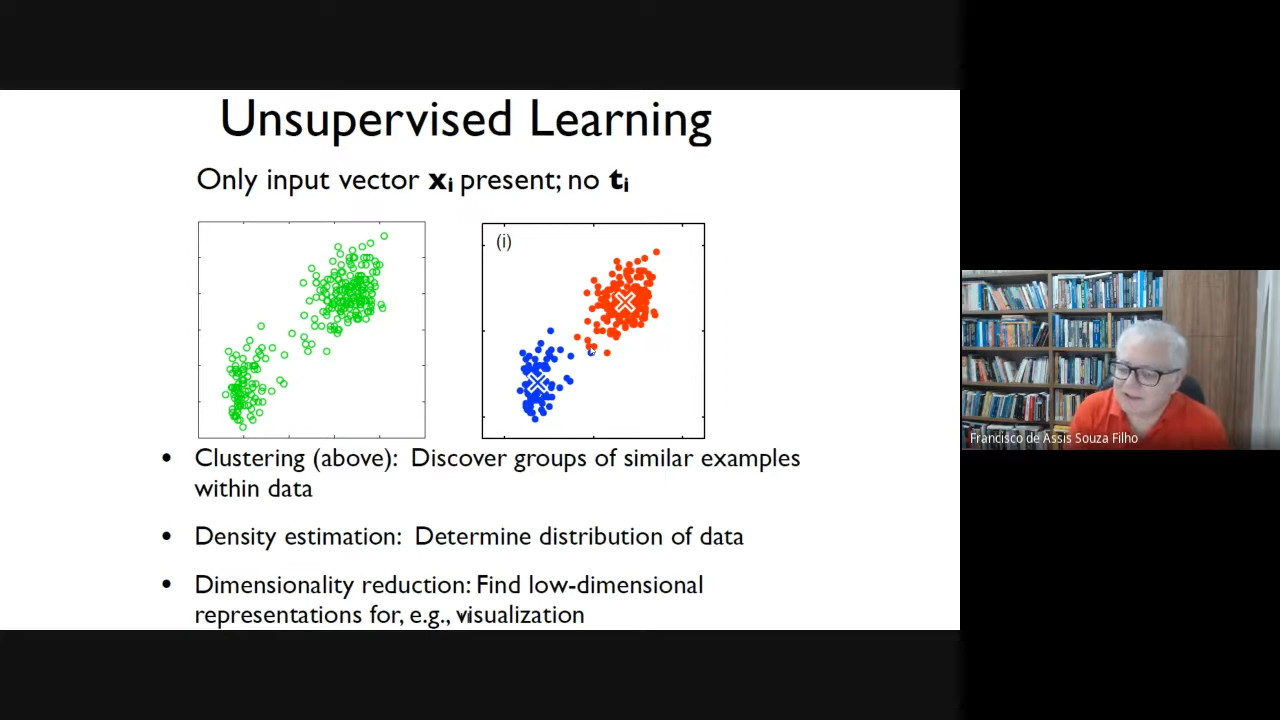 Unsupervised Learning
Only input vector xi present; no ti
(i)
• Clustering (above): Discover groups of similar examples
within data
• Density estimation: Determine distribution of data
• Dimensionality reduction: Find low-dimensional
representations for, e.g., visualization
Francisco de Assis Souza Filho